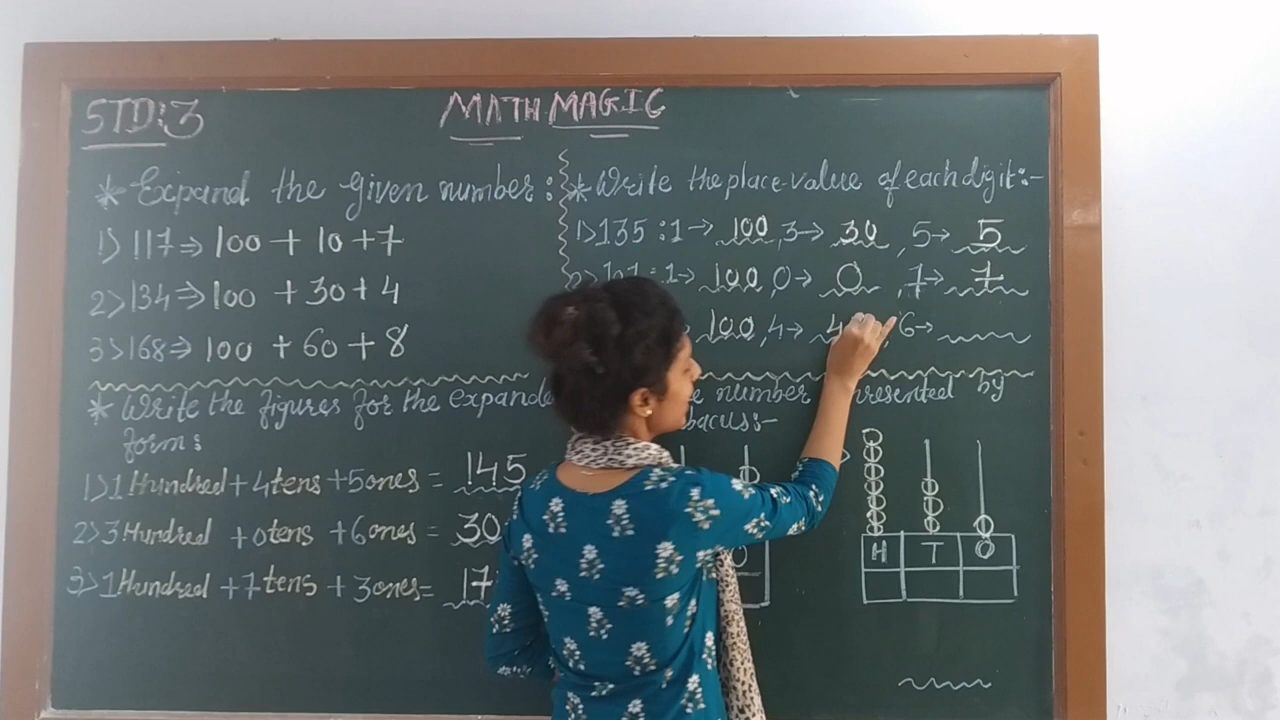 STD:3
MATH MAGIC
* Expand the given number:
1) 117 ⇒ 100 + 10 + 7
2> 134 ⇒ 100 + 30 + 4
3> 168 ⇒ 100 + 60 + 8
* Write the place value of each digit:-
1> 135 : 1 → 100, 3 → 30, 5 → 5
: 1 → 100, 0 → 0, 7 → 7
100, 4 → 4 6 →
* Write the figures for the
form:
1> 1 Hundred + 4 tens + 5 ones = 145
2> 3 Hundred + 0 tens + 6 ones = 30
3> 1 Hundred + 7 tens + 3 ones = 17
number by
H T O